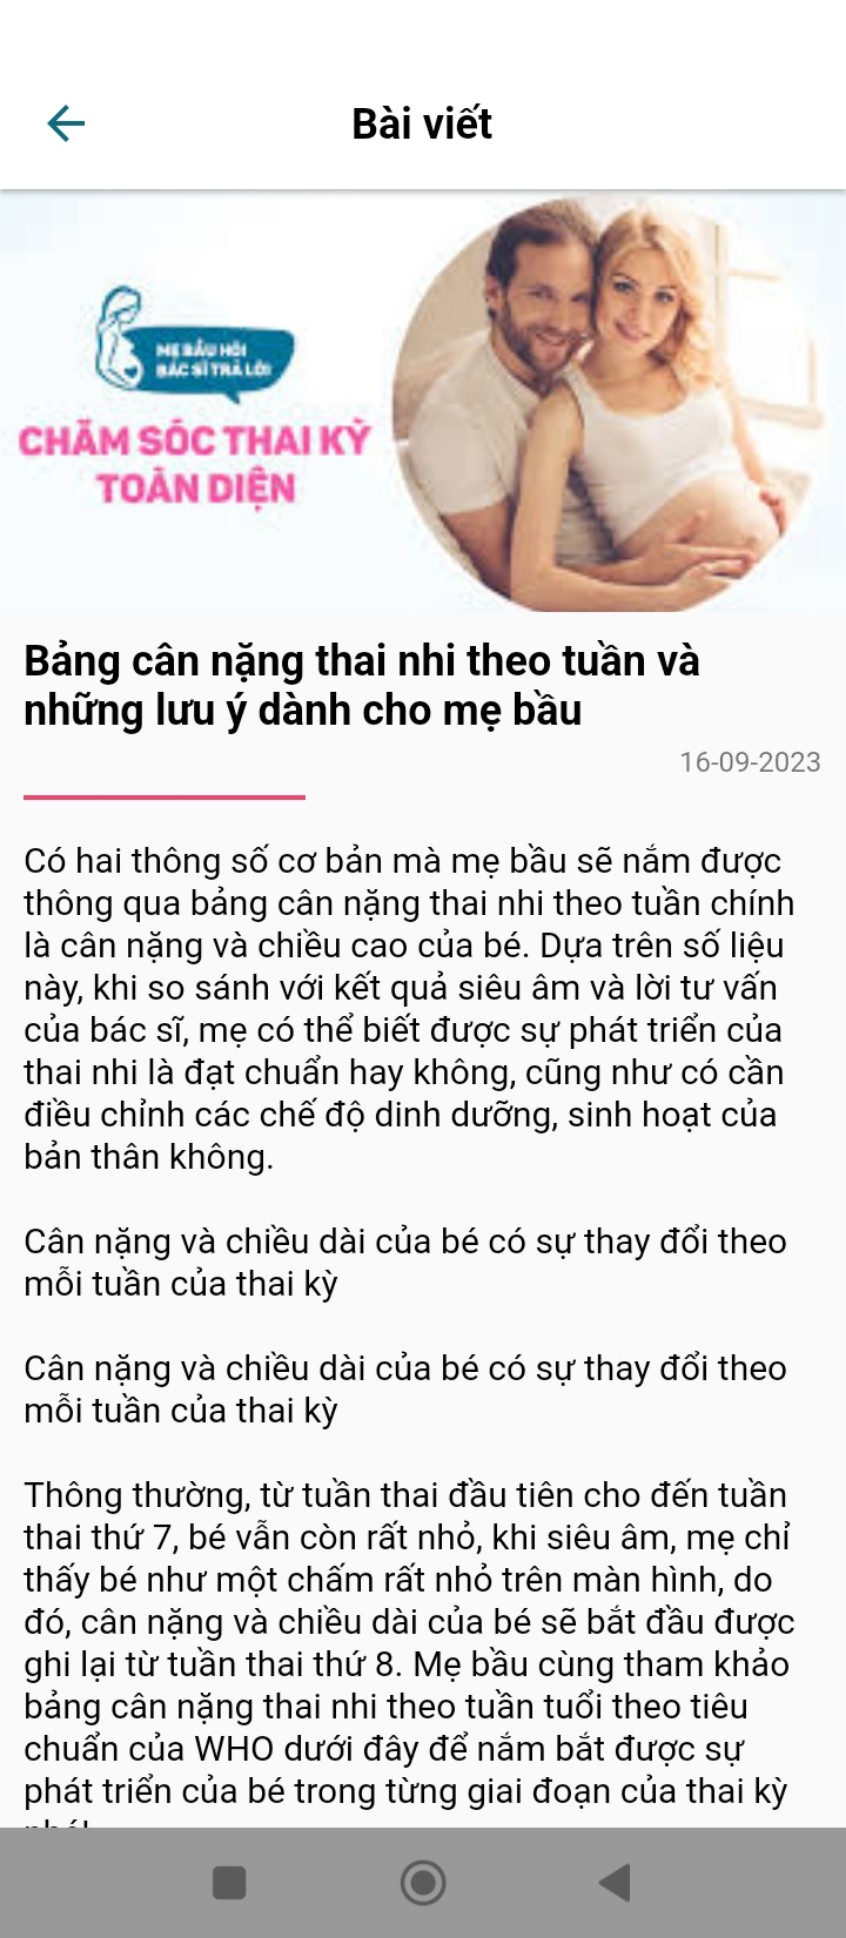 Bài viết
MẸ BẦU HỎI
BÁC SĨ TRẢ LỜI
CHĂM SÓC THAI KỲ
TOÀN DIỆN
Bảng cân nặng thai nhi theo tuần và
những lưu ý dành cho mẹ bầu
16-09-2023
Có hai thông số cơ bản mà mẹ bầu sẽ nắm được
thông qua bảng cân nặng thai nhi theo tuần chính
là cân nặng và chiều cao của bé. Dựa trên số liệu
này, khi so sánh với kết quả siêu âm và lời tư vấn
của bác sĩ, mẹ có thể biết được sự phát triển của
thai nhi là đạt chuẩn hay không, cũng như có cần
điều chỉnh các chế độ dinh dưỡng, sinh hoạt của
bản thân không.
Cân nặng và chiều dài của bé có sự thay đổi theo
mỗi tuần của thai kỳ
Cân nặng và chiều dài của bé có sự thay đổi theo
mỗi tuần của thai kỳ
Thông thường, từ tuần thai đầu tiên cho đến tuần
thai thứ 7, bé vẫn còn rất nhỏ, khi siêu âm, mẹ chỉ
thấy bé như một chấm rất nhỏ trên màn hình, do
đó, cân nặng và chiều dài của bé sẽ bắt đầu được
ghi lại từ tuần thai thứ 8. Mẹ bầu cùng tham khảo
bảng cân nặng thai nhi theo tuần tuổi theo tiêu
chuẩn của WHO dưới đây để nắm bắt được sự
phát triển của bé trong từng giai đoạn của thai kỳ